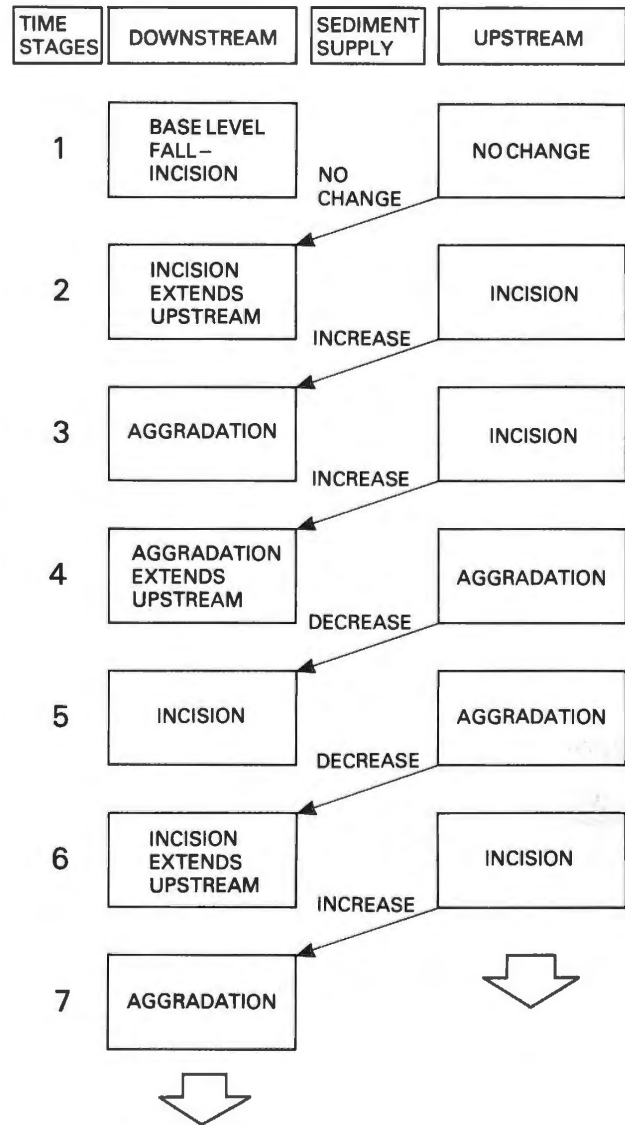 TIME
STAGES
DOWNSTREAM
SEDIMENT
SUPPLY
UPSTREAM
1
BASE LEVEL
FALL–
INCISION
NO
CHANGE
NO CHANGE
2
INCISION
EXTENDS
UPSTREAM
INCREASE
INCISION
3
AGGRADATION
INCREASE
INCISION
4
AGGRADATION
EXTENDS
UPSTREAM
DECREASE
AGGRADATION
5
INCISION
DECREASE
AGGRADATION
6
INCISION
EXTENDS
UPSTREAM
INCREASE
INCISION
7
AGGRADATION